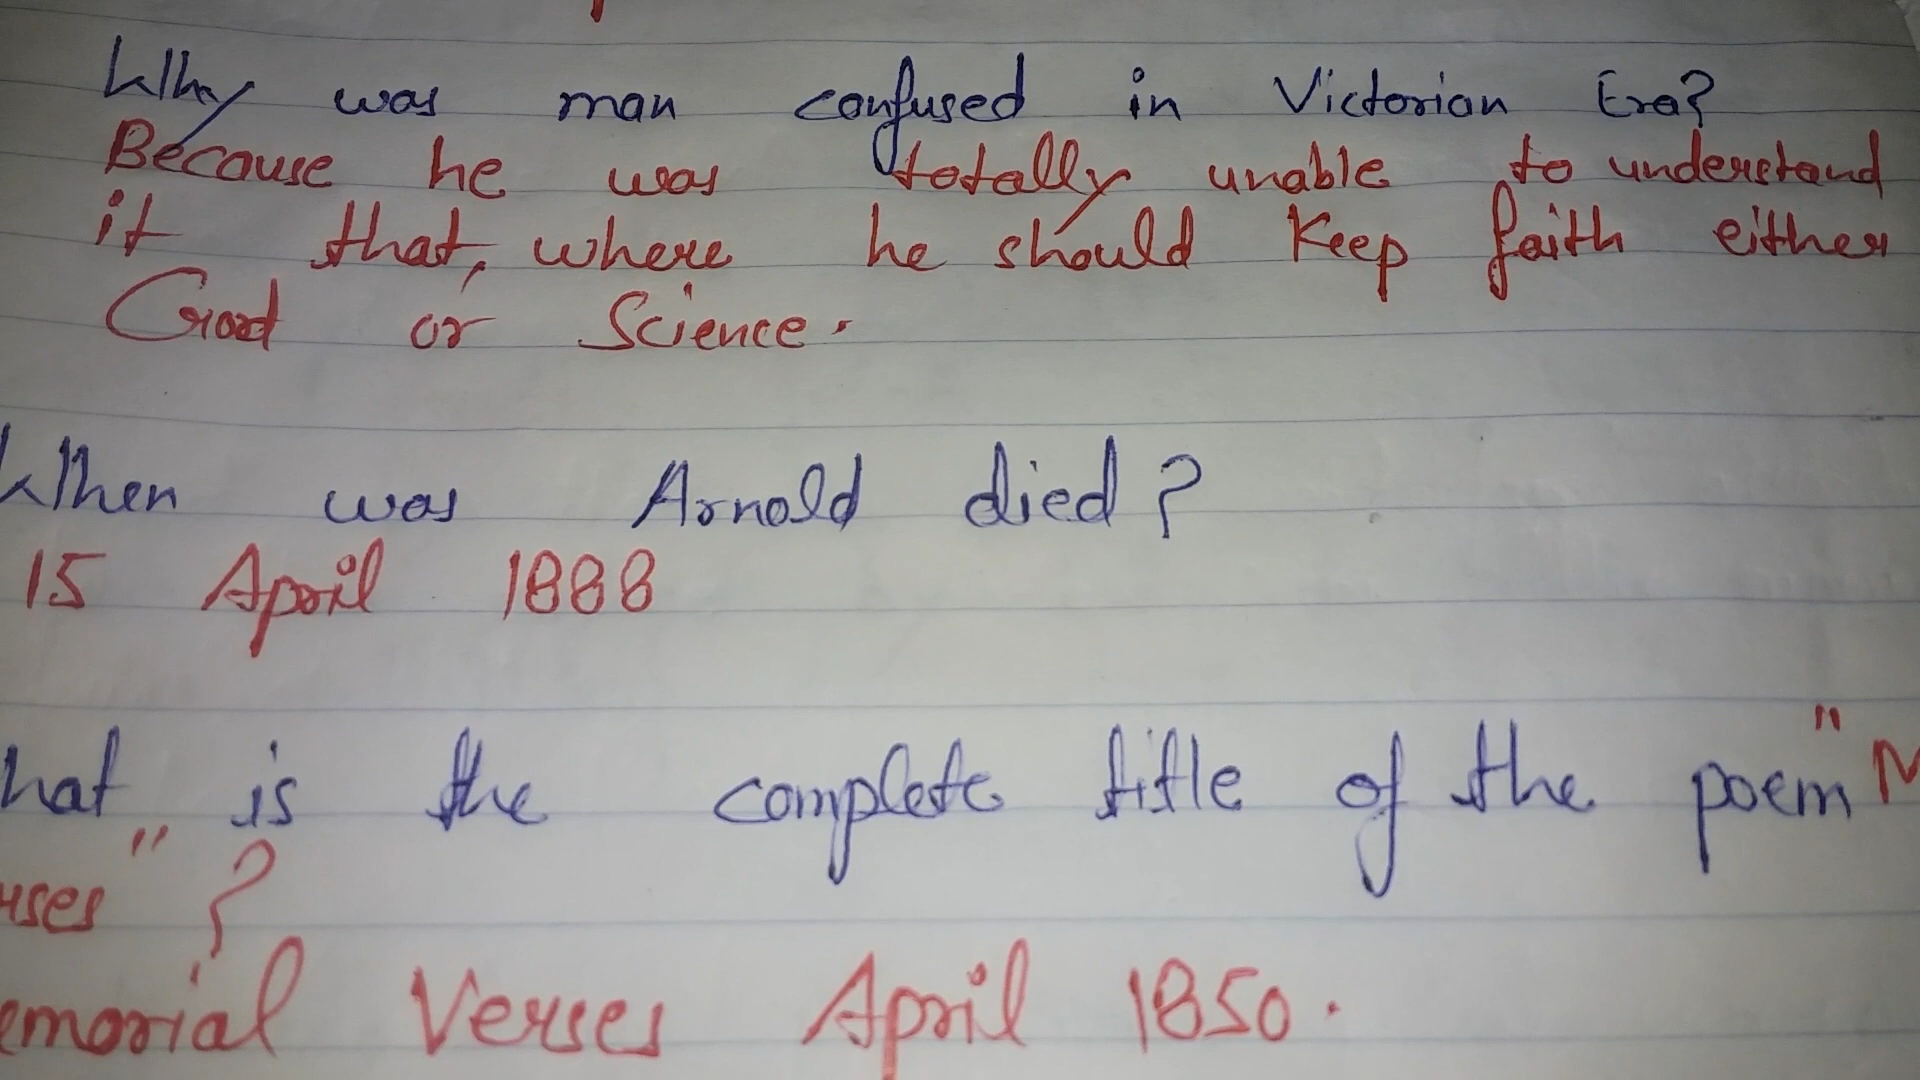 Why was man confused in Victorian Era?
Because he was totally unable to understand
it that, where he should keep faith either
God or Science.
When was Arnold died?
15 April 1888
hat is the complete title of the poem "M
rses"?
emorial Verses April 1850.